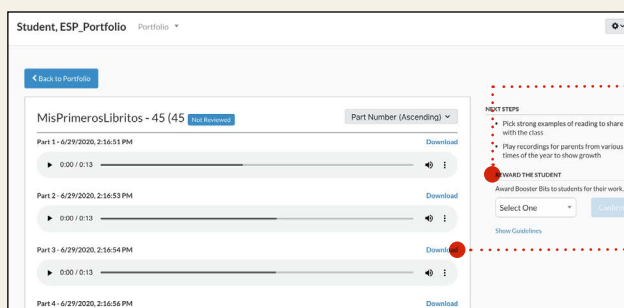 Student, ESP_Portfolio Portfolio
Back to Portfolio
MisPrimerosLibritos - 45 (45 Not Reviewed
Part Number (Ascending)
Part 1 - 6/29/2020, 2:16:51 PM Download
0:00 / 0:13
Part 2 - 6/29/2020, 2:16:53 PM Download
0:00 / 0:13
Part 3 - 6/29/2020, 2:16:54 PM Download
0:00 / 0:13
Part 4 - 6/29/2020, 2:16:56 PM Download
NEXT STEPS
• Pick strong examples of reading to share
with the class
• Play recordings for parents from various
times of the year to show growth
REWARD THE STUDENT
Award Booster Bits to students for their work.
Select One
Show Guidelines